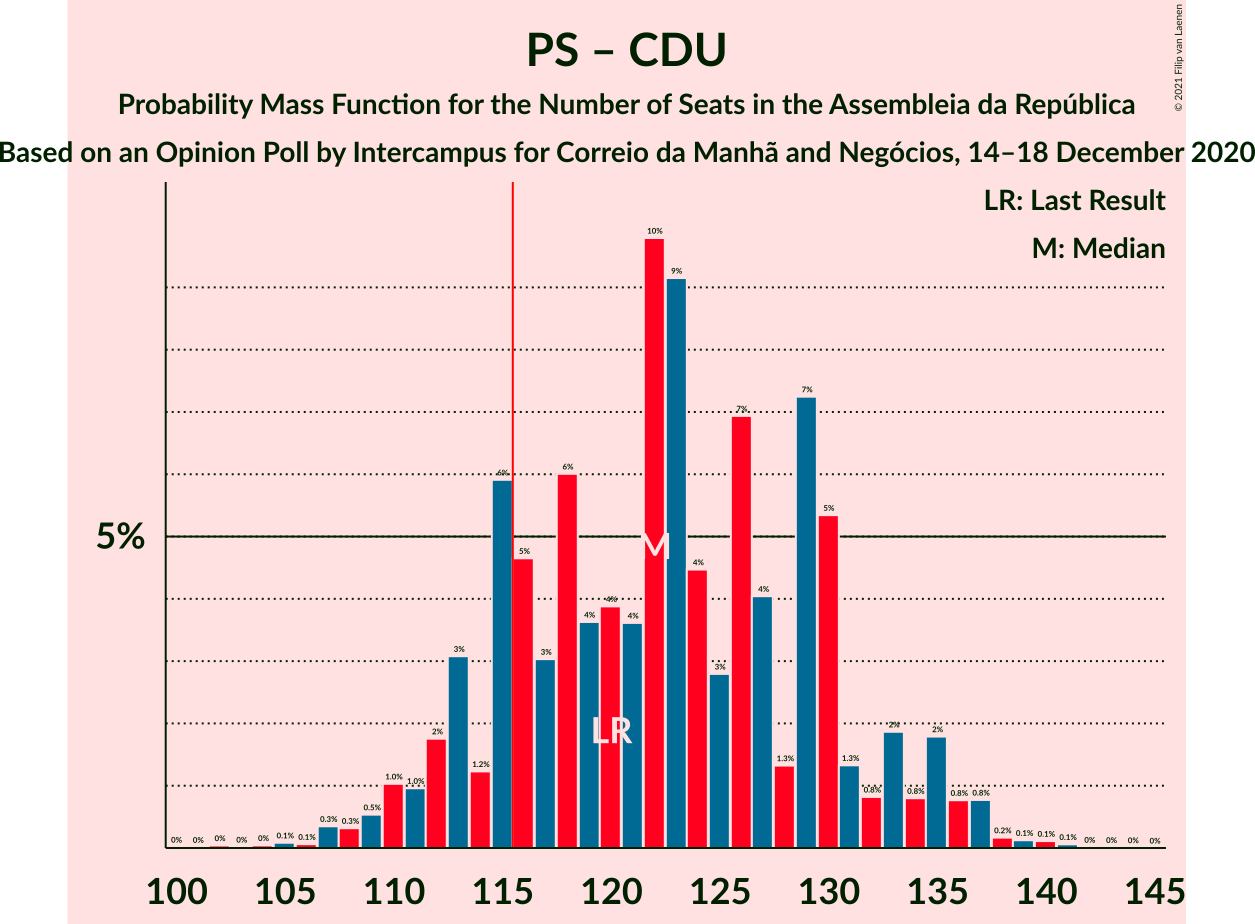 PS – CDU
Probability Mass Function for the Number of Seats in the Assembleia da República
Based on an Opinion Poll by Intercampus for Correio da Manhã and Negócios, 14–18 December 2020
© 2021 Filip van Laenen
LR: Last Result
M: Median
5%
0% 0% 0% 0% 0% 0.1% 0.1% 0.3% 0.3% 0.5% 1.0% 1.0% 2% 3% 1.2% 6% 5% 3% 6% 4% 4% 4% 10% 9% 4% 3% 7% 4% 1.3% 7% 5% 1.3% 0.8% 2% 0.8% 2% 0.8% 0.8% 0.2% 0.1% 0.1% 0.1% 0% 0% 0% 0%
M
LR
100 105 110 115 120 125 130 135 140 145